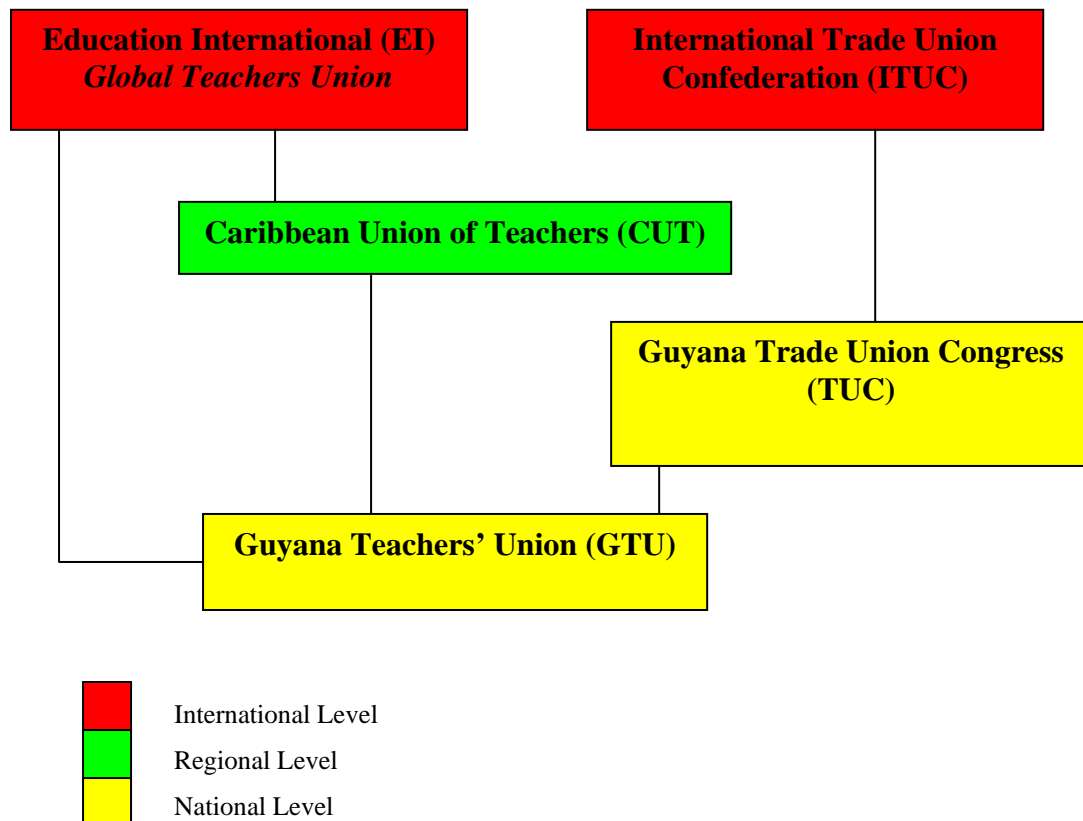 Education International (EI)
Global Teachers Union
International Trade Union
Confederation (ITUC)
Caribbean Union of Teachers (CUT)
Guyana Trade Union Congress
(TUC)
Guyana Teachers’ Union (GTU)
International Level
Regional Level
National Level